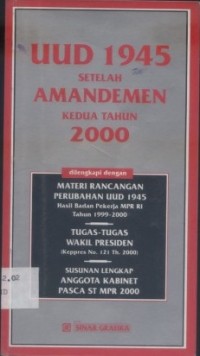 UUD 1945
SETELAH
AMANDEMEN
KEDUA TAHUN
2000
dilengkapi dengan
MATERI RANCANGAN
PERUBAHAN UUD 1945
Hasil Badan Pekerja MPR RI
Tahun 1999-2000
TUGAS-TUGAS
WAKIL PRESIDEN
(Keppres No. 121 Th. 2000)
SUSUNAN LENGKAP
ANGGOTA KABINET
PASCA ST MPR 2000
SINAR GRAFIKA